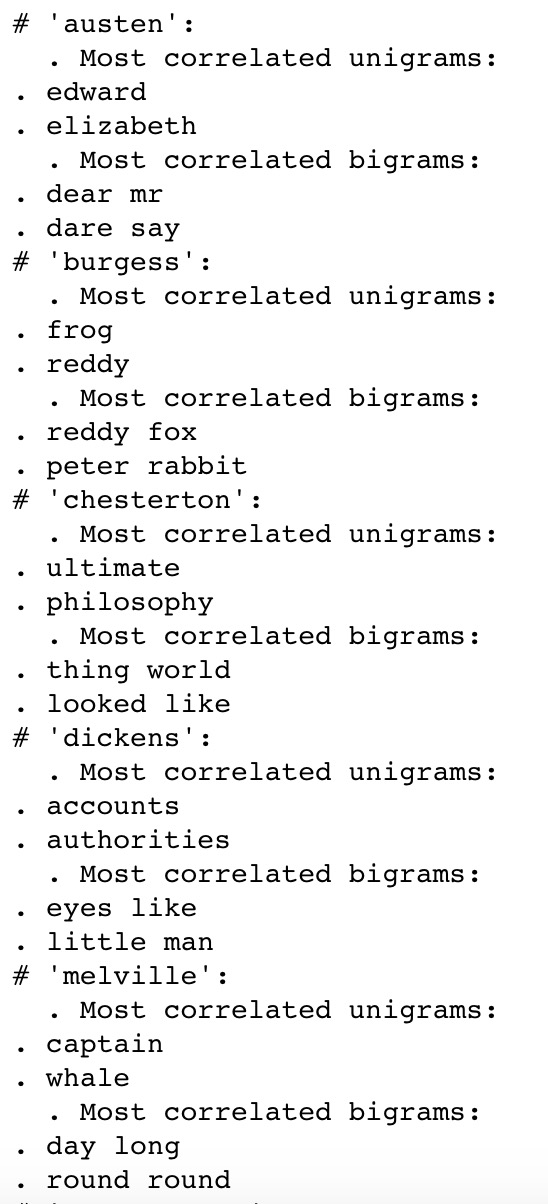 # 'austen':
. Most correlated unigrams:
. edward
. elizabeth
. Most correlated bigrams:
. dear mr
. dare say
# 'burgess':
. Most correlated unigrams:
. frog
. reddy
. Most correlated bigrams:
. reddy fox
. peter rabbit
# 'chesterton':
. Most correlated unigrams:
. ultimate
. philosophy
. Most correlated bigrams:
. thing world
. looked like
# 'dickens':
. Most correlated unigrams:
. accounts
. authorities
. Most correlated bigrams:
. eyes like
. little man
# 'melville':
. Most correlated unigrams:
. captain
. whale
. Most correlated bigrams:
. day long
. round round